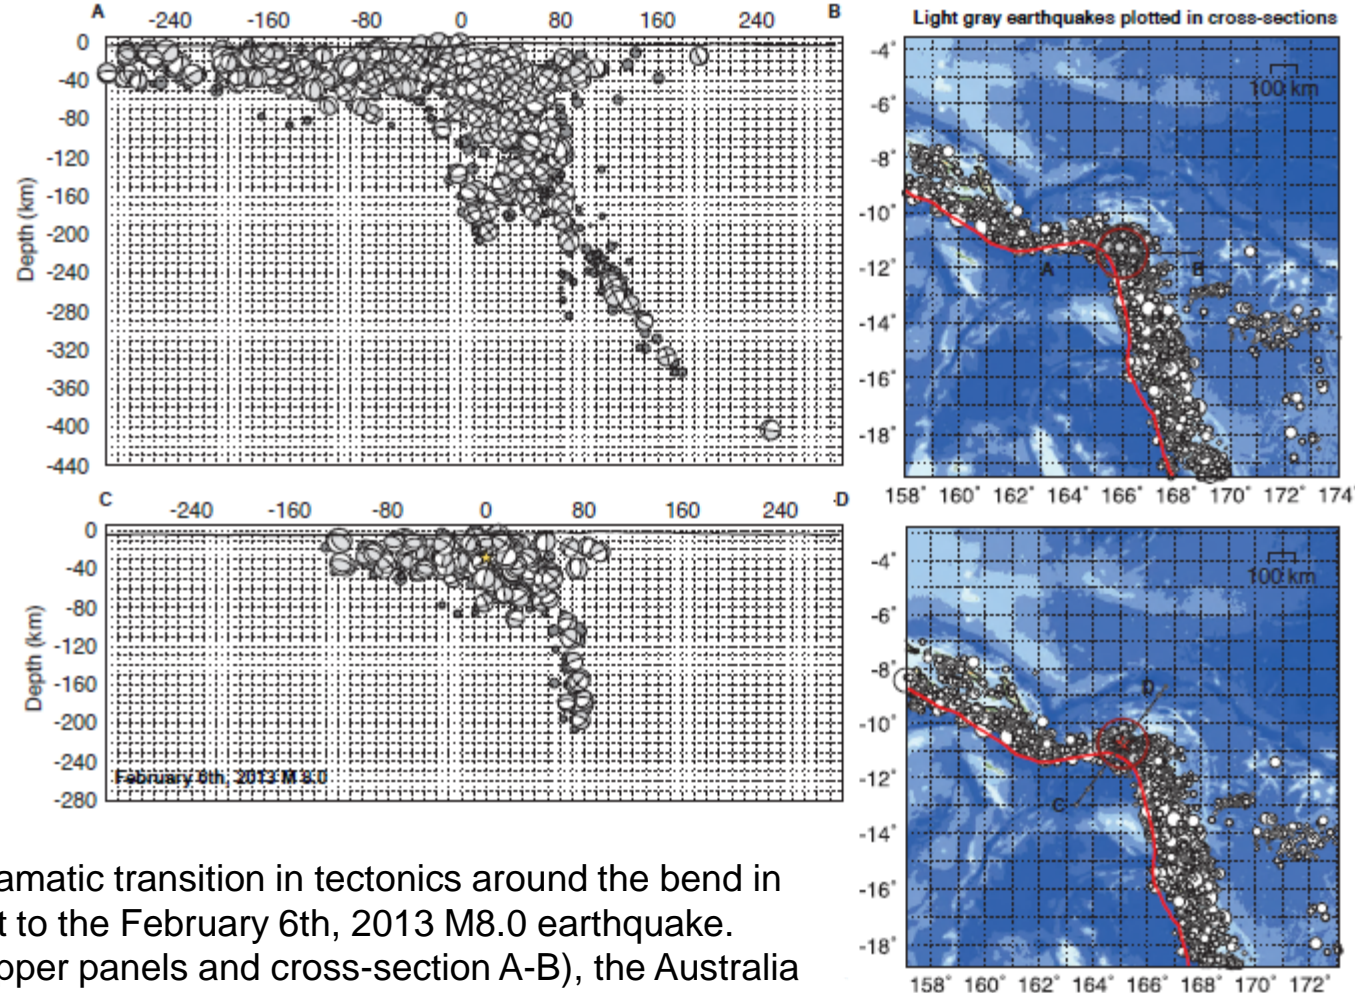 A -240 -160 -80 0 80 160 240 B
0
-40
-80
-120
-160
-200
-240
-280
-320
-360
-400
-440
Depth (km)
Light gray earthquakes plotted in cross-sections
-4°
-6°
-8°
-10°
-12°
-14°
-16°
-18°
100 km
A B
158° 160° 162° 164° 166° 168° 170° 172° 174°
C -240 -160 -80 0 80 160 240 D
0
-40
-80
-120
-160
-200
-240
-280
Depth (km)
February 6th, 2013 M 8.0
-4°
-6°
-8°
-10°
-12°
-14°
-16°
-18°
100 km
D
C
158° 160° 162° 164° 166° 168° 170° 172°
amatic transition in tectonics around the bend in
t to the February 6th, 2013 M8.0 earthquake.
pper panels and cross-section A-B), the Australia